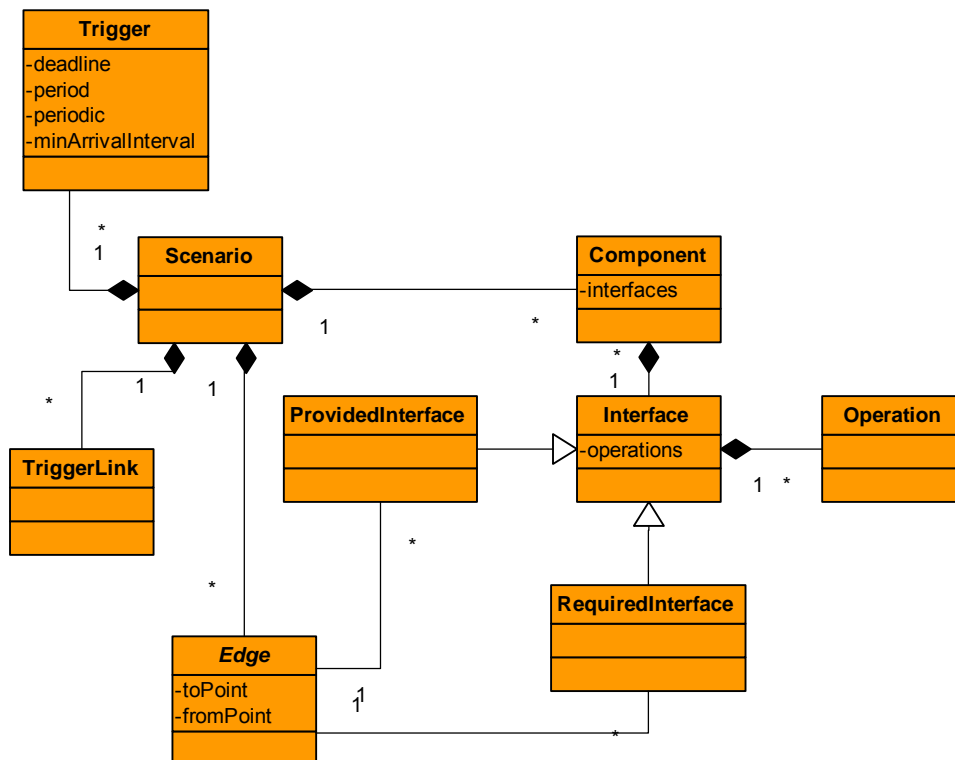 Trigger
-deadline
-period
-periodic
-minArrivalInterval
*
1
Scenario
Component
-interfaces
1
*
*
1
1
1
*
ProvidedInterface
Interface
-operations
Operation
1
*
TriggerLink
*
*
RequiredInterface
Edge
-toPoint
-fromPoint
1
1
*